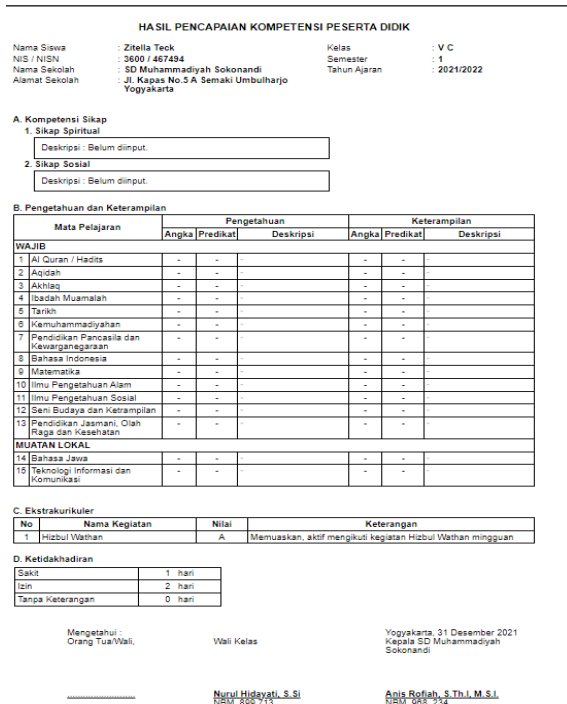 HASIL PENCAPAIAN KOMPETENSI PESERTA DIDIK
Nama Siswa : Zitella Teck Kelas : V C
NIS / NISN : 3600 / 467494 Semester : 1
Nama Sekolah : SD Muhammadiyah Sokonandi Tahun Ajaran : 2021/2022
Alamat Sekolah : Jl. Kapas No.5 A Semaki Umbulharjo
Yogyakarta
A. Kompetensi Sikap
1. Sikap Spiritual
Deskripsi : Belum diinput.
2. Sikap Sosial
Deskripsi : Belum diinput.
B. Pengetahuan dan Keterampilan
Mata Pelajaran Pengetahuan Keterampilan
Angka Predikat Deskripsi Angka Predikat Deskripsi
WAJIB
1 Al Quran / Hadits - - - - - -
2 Aqidah - - - - - -
3 Akhlaq - - - - - -
4 Ibadah Muamalah - - - - - -
5 Tarikh - - - - - -
6 Kemuhammadiyahan - - - - - -
7 Pendidikan Pancasila dan - - - - - -
Kewarganegaraan
8 Bahasa Indonesia - - - - - -
9 Matematika - - - - - -
10 Ilmu Pengetahuan Alam - - - - - -
11 Ilmu Pengetahuan Sosial - - - - - -
12 Seni Budaya dan Ketrampilan - - - - - -
13 Pendidikan Jasmani, Olah - - - - - -
Raga dan Kesehatan
MUATAN LOKAL
14 Bahasa Jawa - - - - - -
15 Teknologi Informasi dan - - - - - -
Komunikasi
C. Ekstrakurikuler
No Nama Kegiatan Nilai Keterangan
1 Hizbul Wathan A Memuaskan, aktif mengikuti kegiatan Hizbul Wathan mingguan
D. Ketidakhadiran
Sakit 1 hari
Izin 2 hari
Tanpa Keterangan 0 hari
Mengetahui : Yogyakarta, 31 Desember 2021
Orang Tua/Wali, Wali Kelas Kepala SD Muhammadiyah
Sokonandi
Nurul Hidayati, S.Si Anis Rofiah, S.Th.I, M.S.I.
NBM. 899 713 NBM. 968. 234